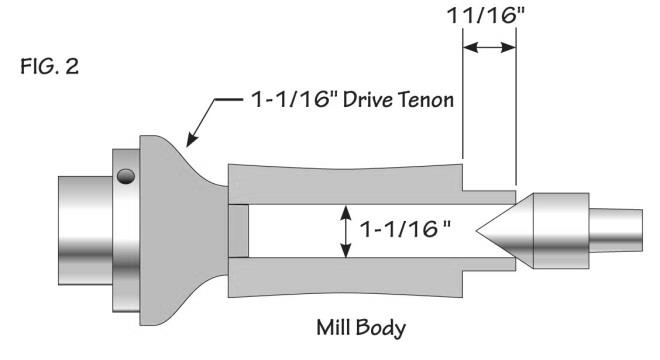 11/16"
FIG. 2
1-1/16" Drive Tenon
1-1/16"
Mill Body